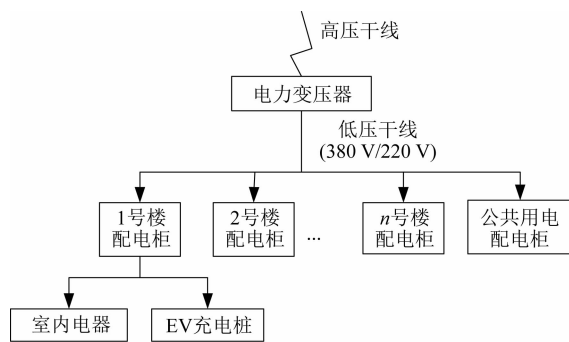 高压干线
电力变压器
低压干线
(380 V/220 V)
1号楼
配电柜
2号楼
配电柜
...
n号楼
配电柜
公共用电
配电柜
室内电器
EV充电桩